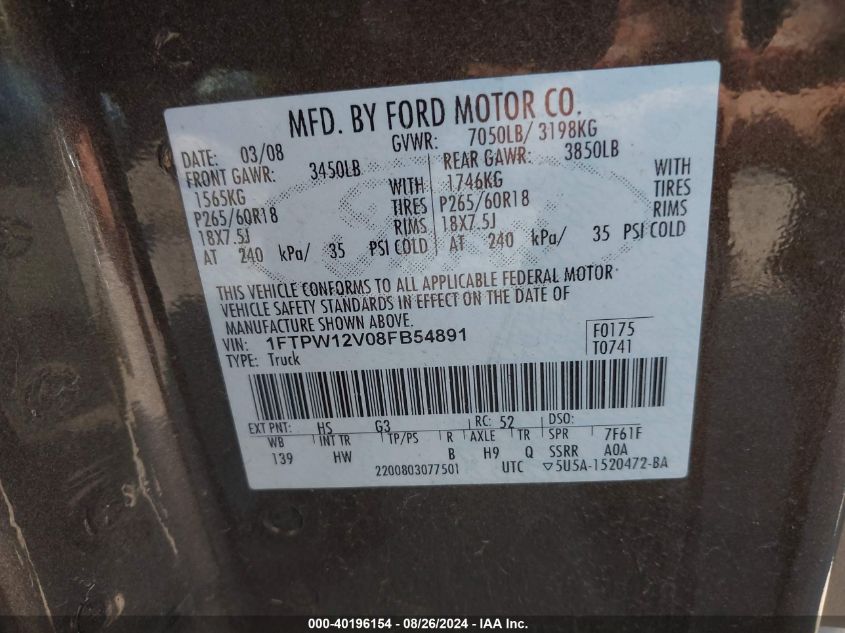 MFD. BY FORD MOTOR CO.
DATE: 03/08 GVWR: 7050LB/ 3198KG
FRONT GAWR: 3450LB REAR GAWR: 3850LB
1565KG WITH 1746KG WITH
P265/60R18 TIRES P265/60R18 TIRES
18X7.5J RIMS 18X7.5J RIMS
AT 240 kPa/ 35 PSI COLD AT 240 kPa/ 35 PSI COLD
THIS VEHICLE CONFORMS TO ALL APPLICABLE FEDERAL MOTOR
VEHICLE SAFETY STANDARDS IN EFFECT ON THE DATE OF
MANUFACTURE SHOWN ABOVE.
VIN: 1FTPW12V08FB54891 F0175
TYPE: Truck T0741
EXT PNT: HS G3 RC: 52 DSO:
WB INT TR TP/PS R AXLE TR SPR 7F61F
139 HW B H9 Q SSRR A0A
2200803077501 UTC ▽5U5A-1520472-BA
000-40196154 - 08/26/2024 - IAA Inc.